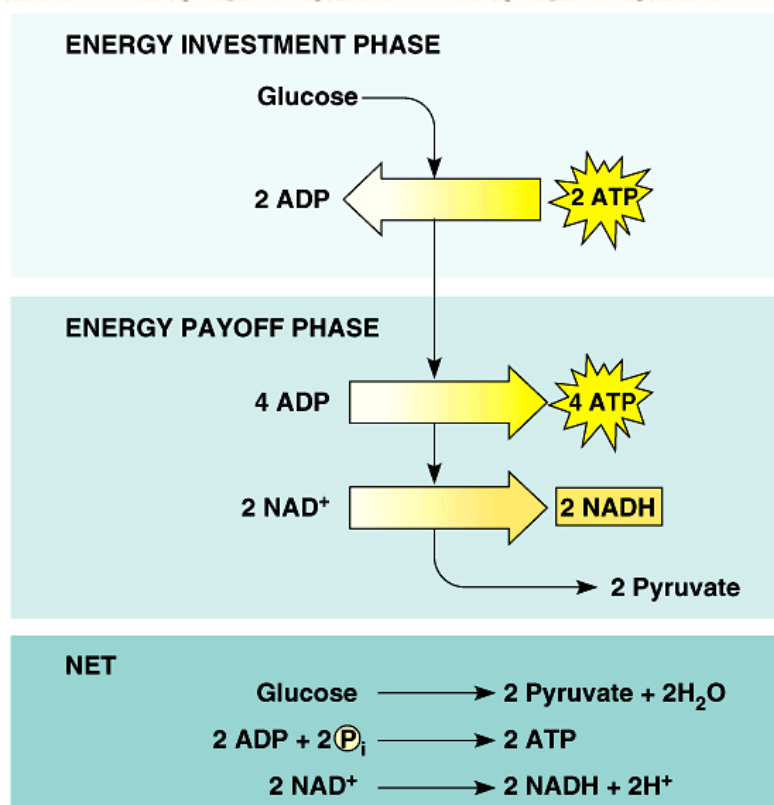 ENERGY INVESTMENT PHASE
Glucose
2 ADP
2 ATP
ENERGY PAYOFF PHASE
4 ADP
4 ATP
2 NAD⁺
2 NADH
2 Pyruvate
NET
Glucose → 2 Pyruvate + 2H₂O
2 ADP + 2Pᵢ → 2 ATP
2 NAD⁺ → 2 NADH + 2H⁺